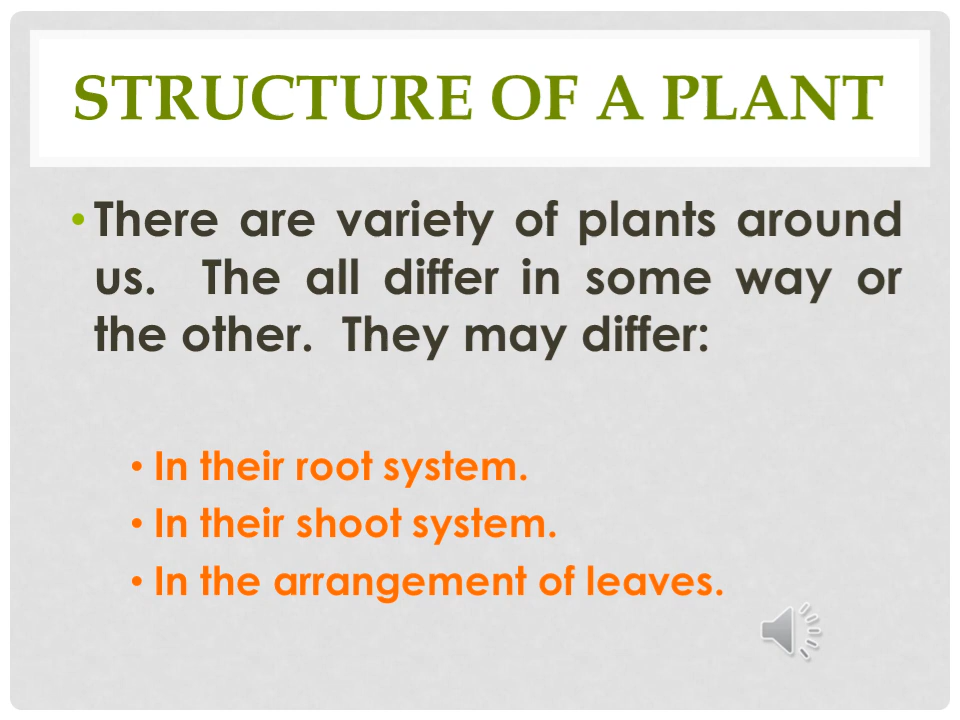 STRUCTURE OF A PLANT
• There are variety of plants around
us. The all differ in some way or
the other. They may differ:
• In their root system.
• In their shoot system.
• In the arrangement of leaves.